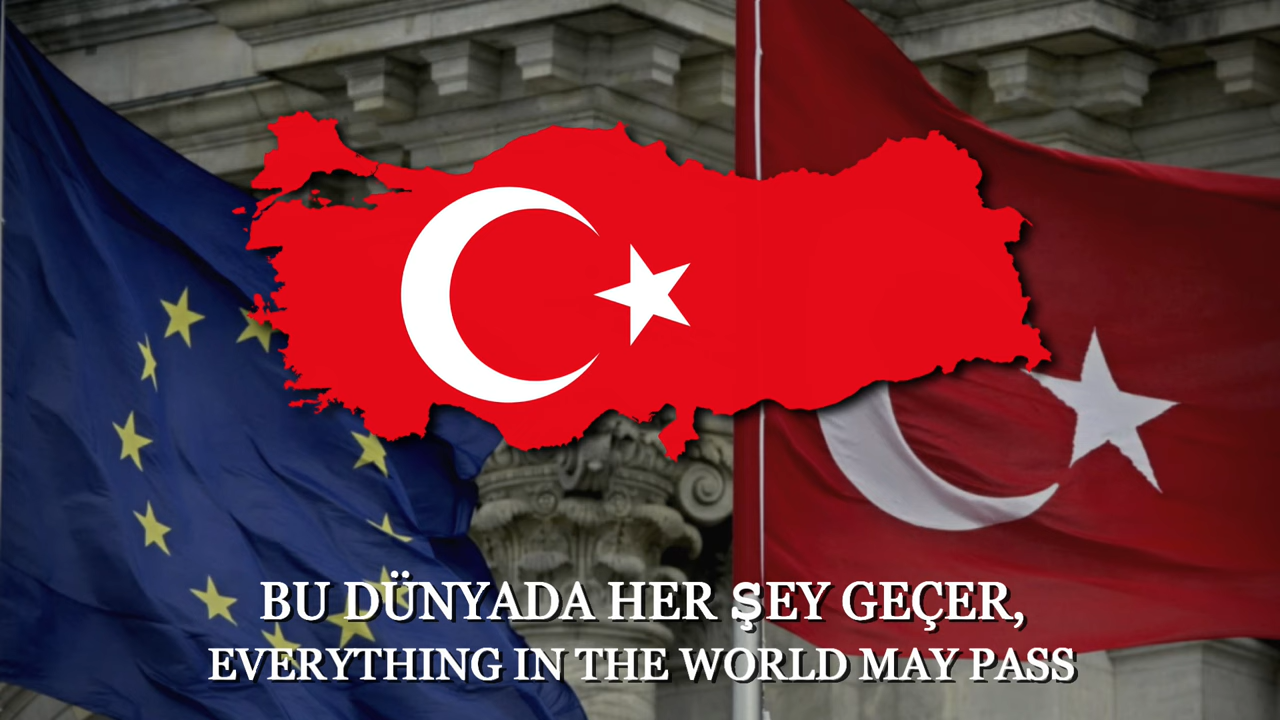 BU DÜNYADA HER ŞEY GEÇER,
EVERYTHING IN THE WORLD MAY PASS